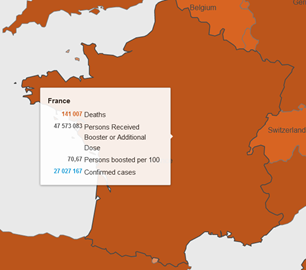 Belgium
France
141 007 Deaths
47 573 083 Persons Received
Booster or Additional
Dose
70,67 Persons boosted per 100
27 027 167 Confirmed cases
Switzerland